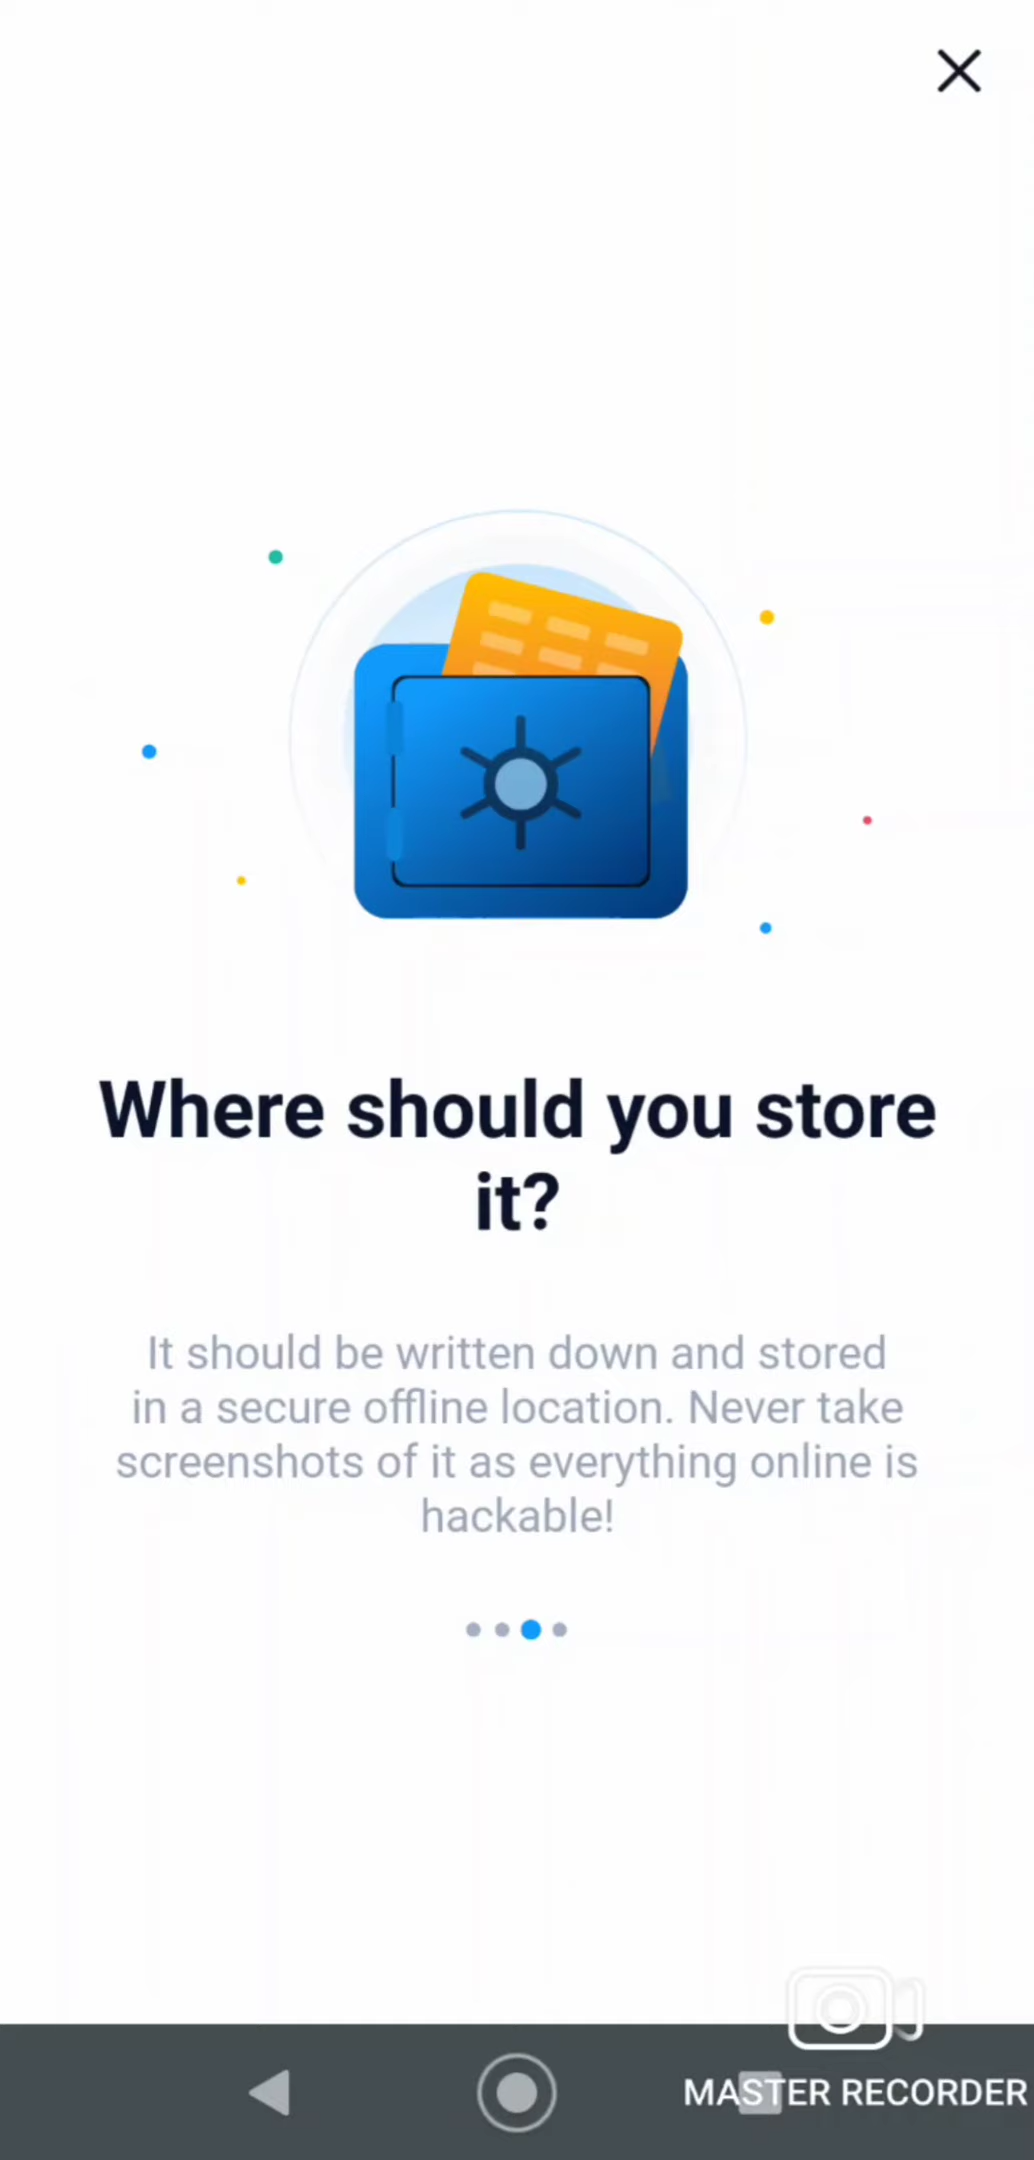 Where should you store
it?
It should be written down and stored
in a secure offline location. Never take
screenshots of it as everything online is
hackable!
MASTER RECORDER